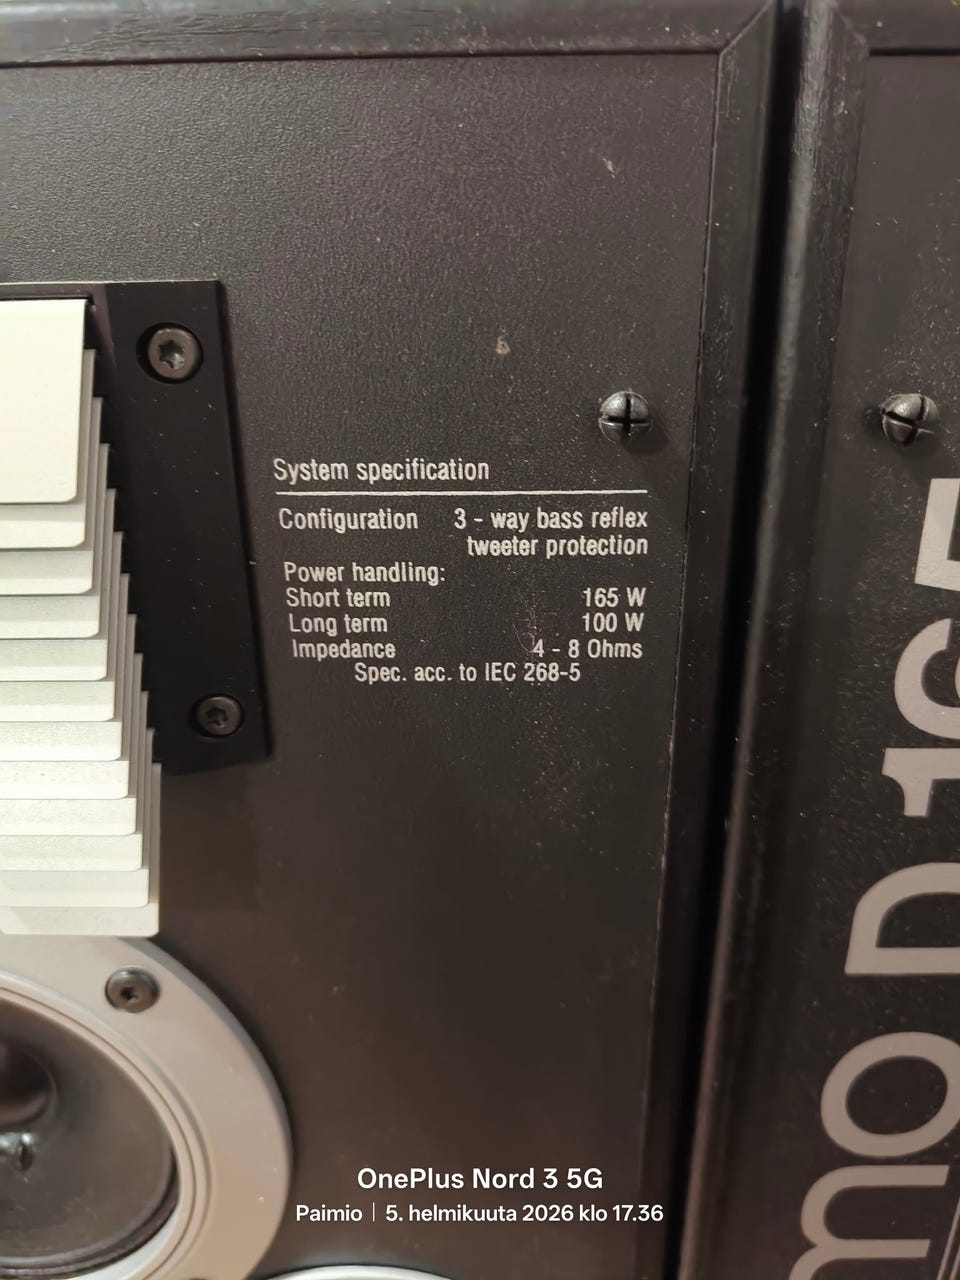 System specification
Configuration 3 - way bass reflex
tweeter protection
Power handling:
Short term 165 W
Long term 100 W
Impedance 4 - 8 Ohms
Spec. acc. to IEC 268-5
mo D 165
OnePlus Nord 3 5G
Paimio | 5. helmikuuta 2026 klo 17.36